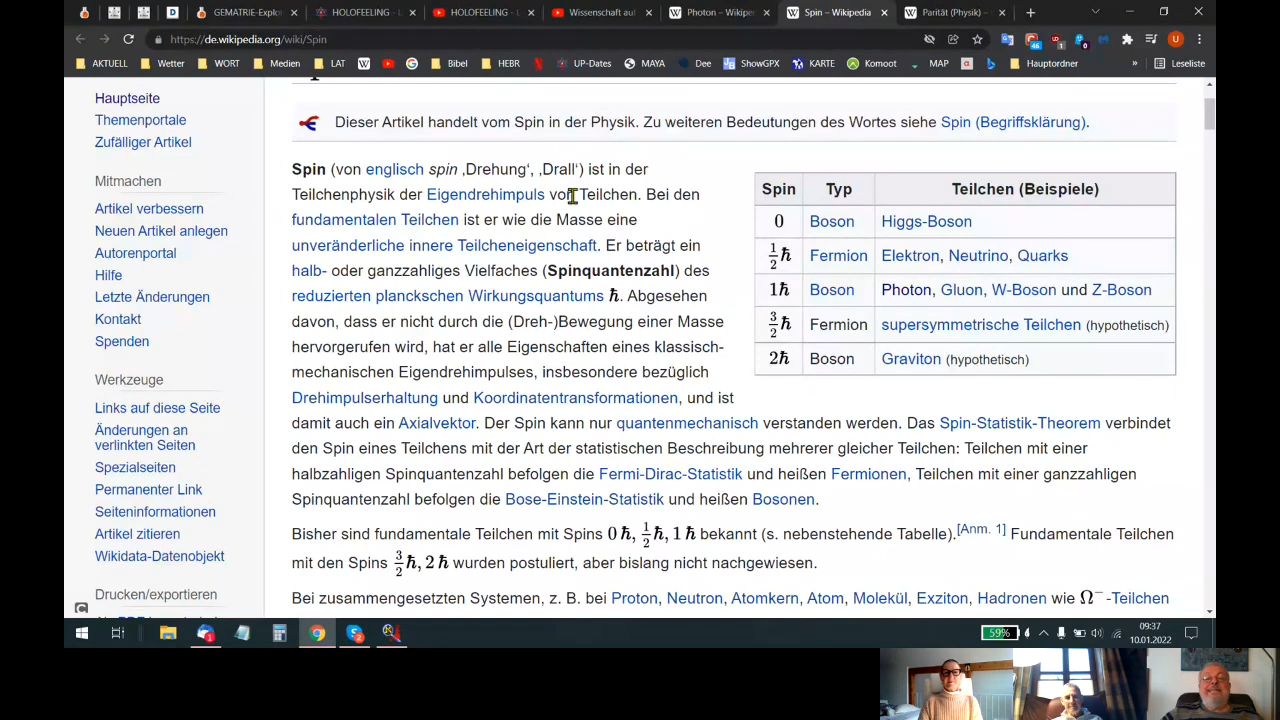 GEMATRIE-Explo
HOLOFEELING – L
HOLOFEELING - L
Wissenschaft auf
Photon – Wikiper
Spin – Wikipedia
Parität (Physik) –
https://de.wikipedia.org/wiki/Spin
AKTUELL
Wetter
WORT
Medien
LAT
Bibel
HEBR
UP-Dates
MAYA
Dee
ShowGPX
KARTE
Komoot
MAP
Hauptordner
»
Leseliste
Hauptseite
Themenportale
Zufälliger Artikel
Mitmachen
Artikel verbessern
Neuen Artikel anlegen
Autorenportal
Hilfe
Letzte Änderungen
Kontakt
Spenden
Werkzeuge
Links auf diese Seite
Änderungen an
verlinkten Seiten
Spezialseiten
Permanenter Link
Seiteninformationen
Artikel zitieren
Wikidata-Datenobjekt
Drucken/exportieren
Dieser Artikel handelt vom Spin in der Physik. Zu weiteren Bedeutungen des Wortes siehe Spin (Begriffsklärung).
Spin (von englisch spin ‚Drehung‘, ‚Drall‘) ist in der
Teilchenphysik der Eigendrehimpuls von Teilchen. Bei den
fundamentalen Teilchen ist er wie die Masse eine
unveränderliche innere Teilcheneigenschaft. Er beträgt ein
halb- oder ganzzahliges Vielfaches (Spinquantenzahl) des
reduzierten planckschen Wirkungsquantums ℏ. Abgesehen
davon, dass er nicht durch die (Dreh-)Bewegung einer Masse
hervorgerufen wird, hat er alle Eigenschaften eines klassisch-
mechanischen Eigendrehimpulses, insbesondere bezüglich
Drehimpulserhaltung und Koordinatentransformationen, und ist
damit auch ein Axialvektor. Der Spin kann nur quantenmechanisch verstanden werden. Das Spin-Statistik-Theorem verbindet
den Spin eines Teilchens mit der Art der statistischen Beschreibung mehrerer gleicher Teilchen: Teilchen mit einer
halbzahligen Spinquantenzahl befolgen die Fermi-Dirac-Statistik und heißen Fermionen, Teilchen mit einer ganzzahligen
Spinquantenzahl befolgen die Bose-Einstein-Statistik und heißen Bosonen.
Spin Typ Teilchen (Beispiele)
0 Boson Higgs-Boson
1/2 ℏ Fermion Elektron, Neutrino, Quarks
1ℏ Boson Photon, Gluon, W-Boson und Z-Boson
3/2 ℏ Fermion supersymmetrische Teilchen (hypothetisch)
2ℏ Boson Graviton (hypothetisch)
Bisher sind fundamentale Teilchen mit Spins 0 ℏ, 1/2 ℏ, 1 ℏ bekannt (s. nebenstehende Tabelle).[Anm. 1] Fundamentale Teilchen
mit den Spins 3/2 ℏ, 2 ℏ wurden postuliert, aber bislang nicht nachgewiesen.
Bei zusammengesetzten Systemen, z. B. bei Proton, Neutron, Atomkern, Atom, Molekül, Exziton, Hadronen wie Ω⁻-Teilchen
59%
09:37
10.01.2022